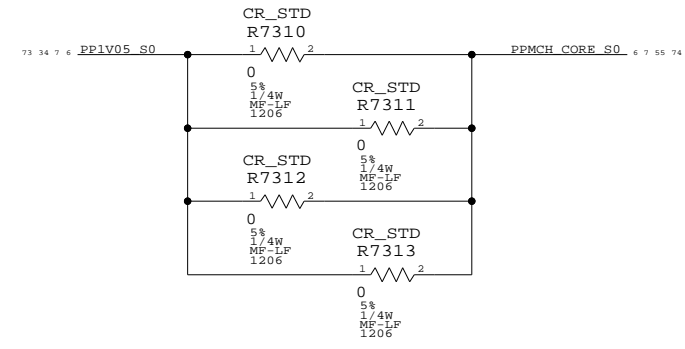 CR_STD
R7310
73 34 7 6 PP1V05_S0 1 2 PPMCH_CORE_S0 6 7 55 74
0
5%
1/4W
MF-LF
1206
CR_STD
R7311
1 2
0
5%
1/4W
MF-LF
1206
CR_STD
R7312
1 2
0
5%
1/4W
MF-LF
1206
CR_STD
R7313
1 2
0
5%
1/4W
MF-LF
1206